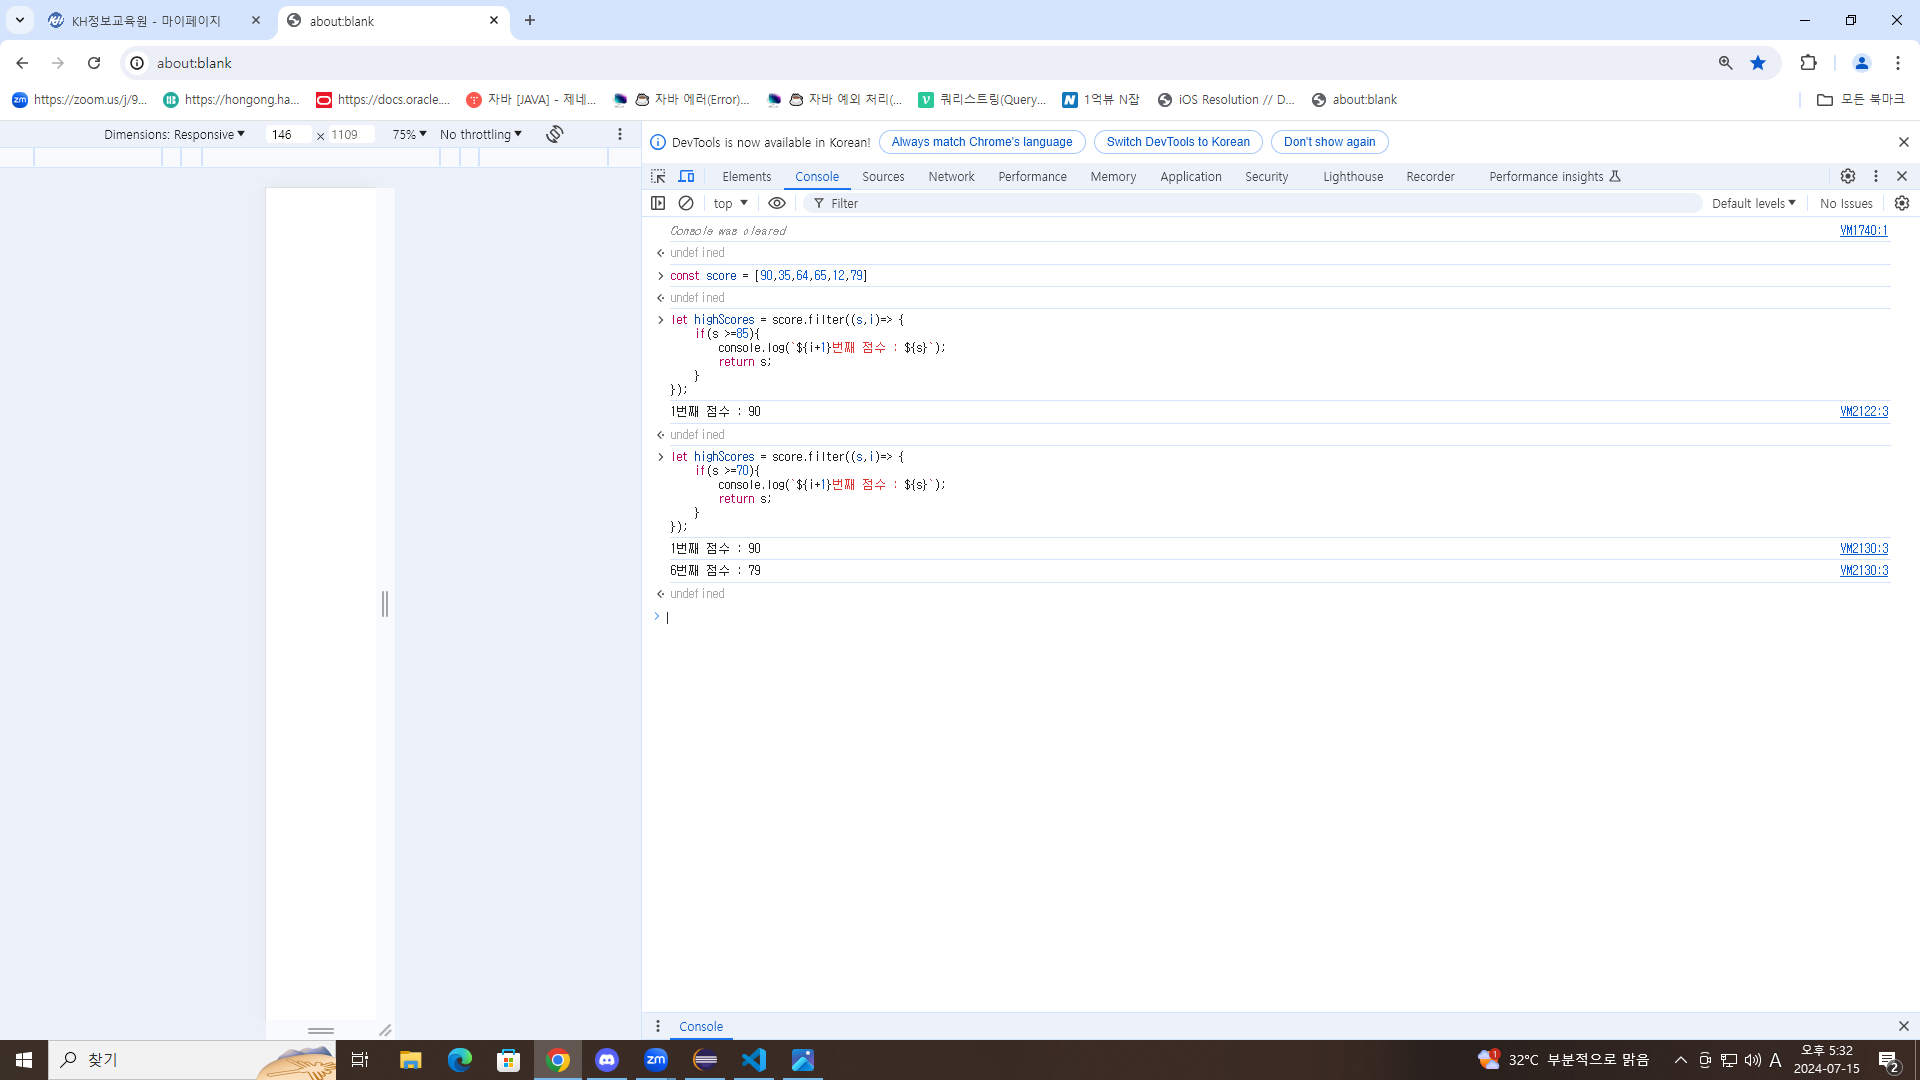 KH정보교육원 - 마이페이지
about:blank
about:blank
https://zoom.us/j/9...
https://hongong.ha...
https://docs.oracle....
자바 [JAVA] - 제네...
자바 에러(Error)...
자바 예외 처리(...
쿼리스트링(Query...
1억뷰 N잡
iOS Resolution // D...
about:blank
모든 북마크
Dimensions: Responsive
146 x 1109
75%
No throttling
DevTools is now available in Korean!
Always match Chrome's language
Switch DevTools to Korean
Don't show again
Elements
Console
Sources
Network
Performance
Memory
Application
Security
Lighthouse
Recorder
Performance insights
top
Filter
Default levels
No Issues
Console was cleared VM1740:1
undefined
const score = [90,35,64,65,12,79]
undefined
let highScores = score.filter((s,i)=> {
if(s >=85){
console.log(`${i+1}번째 점수 : ${s}`);
return s;
}
});
1번째 점수 : 90 VM2122:3
undefined
let highScores = score.filter((s,i)=> {
if(s >=70){
console.log(`${i+1}번째 점수 : ${s}`);
return s;
}
});
1번째 점수 : 90 VM2130:3
6번째 점수 : 79 VM2130:3
undefined
Console
찾기
zm
1
32°C 부분적으로 맑음
A
오후 5:32
2024-07-15
2